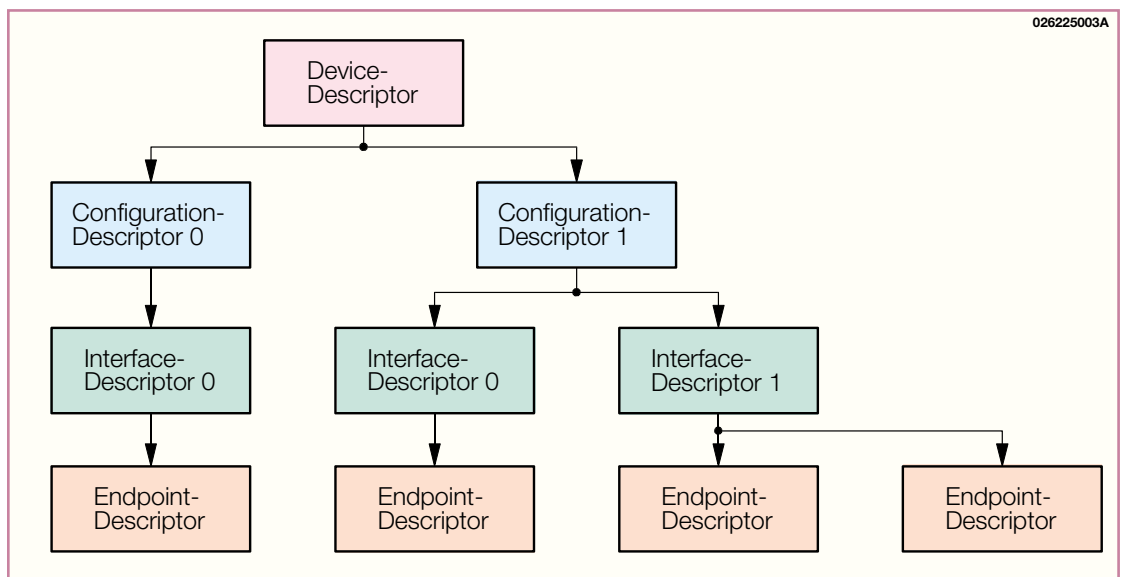 026225003A
Device-
Descriptor
Configuration-
Descriptor 0
Configuration-
Descriptor 1
Interface-
Descriptor 0
Interface-
Descriptor 0
Interface-
Descriptor 1
Endpoint-
Descriptor
Endpoint-
Descriptor
Endpoint-
Descriptor
Endpoint-
Descriptor